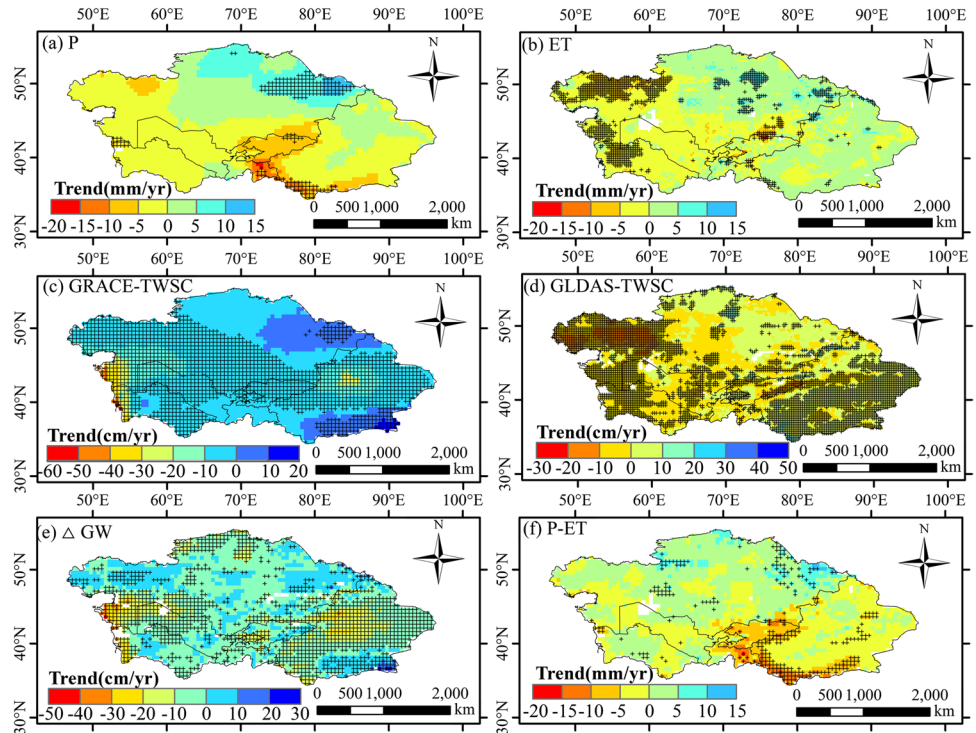 50°E 60°E 70°E 80°E 90°E 100°E
50°E 60°E 70°E 80°E 90°E 100°E
(a) P
N
50°N
40°N
30°N
Trend(mm/yr)
-20 -15 -10 -5 0 5 10 15
0 500 1,000 2,000
km
(b) ET
N
50°N
40°N
30°N
Trend(mm/yr)
-20 -15 -10 -5 0 5 10 15
0 500 1,000 2,000
km
50°E 60°E 70°E 80°E 90°E 100°E
50°E 60°E 70°E 80°E 90°E 100°E
(c) GRACE-TWSC
N
50°N
40°N
30°N
Trend(cm/yr)
-60 -50 -40 -30 -20 -10 0 10 20
0 500 1,000 2,000
km
(d) GLDAS-TWSC
N
50°N
40°N
30°N
Trend(cm/yr)
-30 -20 -10 0 10 20 30 40 50
0 500 1,000 2,000
km
50°E 60°E 70°E 80°E 90°E 100°E
50°E 60°E 70°E 80°E 90°E 100°E
(e) △ GW
N
50°N
40°N
30°N
Trend(cm/yr)
-50 -40 -30 -20 -10 0 10 20 30
0 500 1,000 2,000
km
(f) P-ET
N
50°N
40°N
30°N
Trend(mm/yr)
-20 -15 -10 -5 0 5 10 15
0 500 1,000 2,000
km